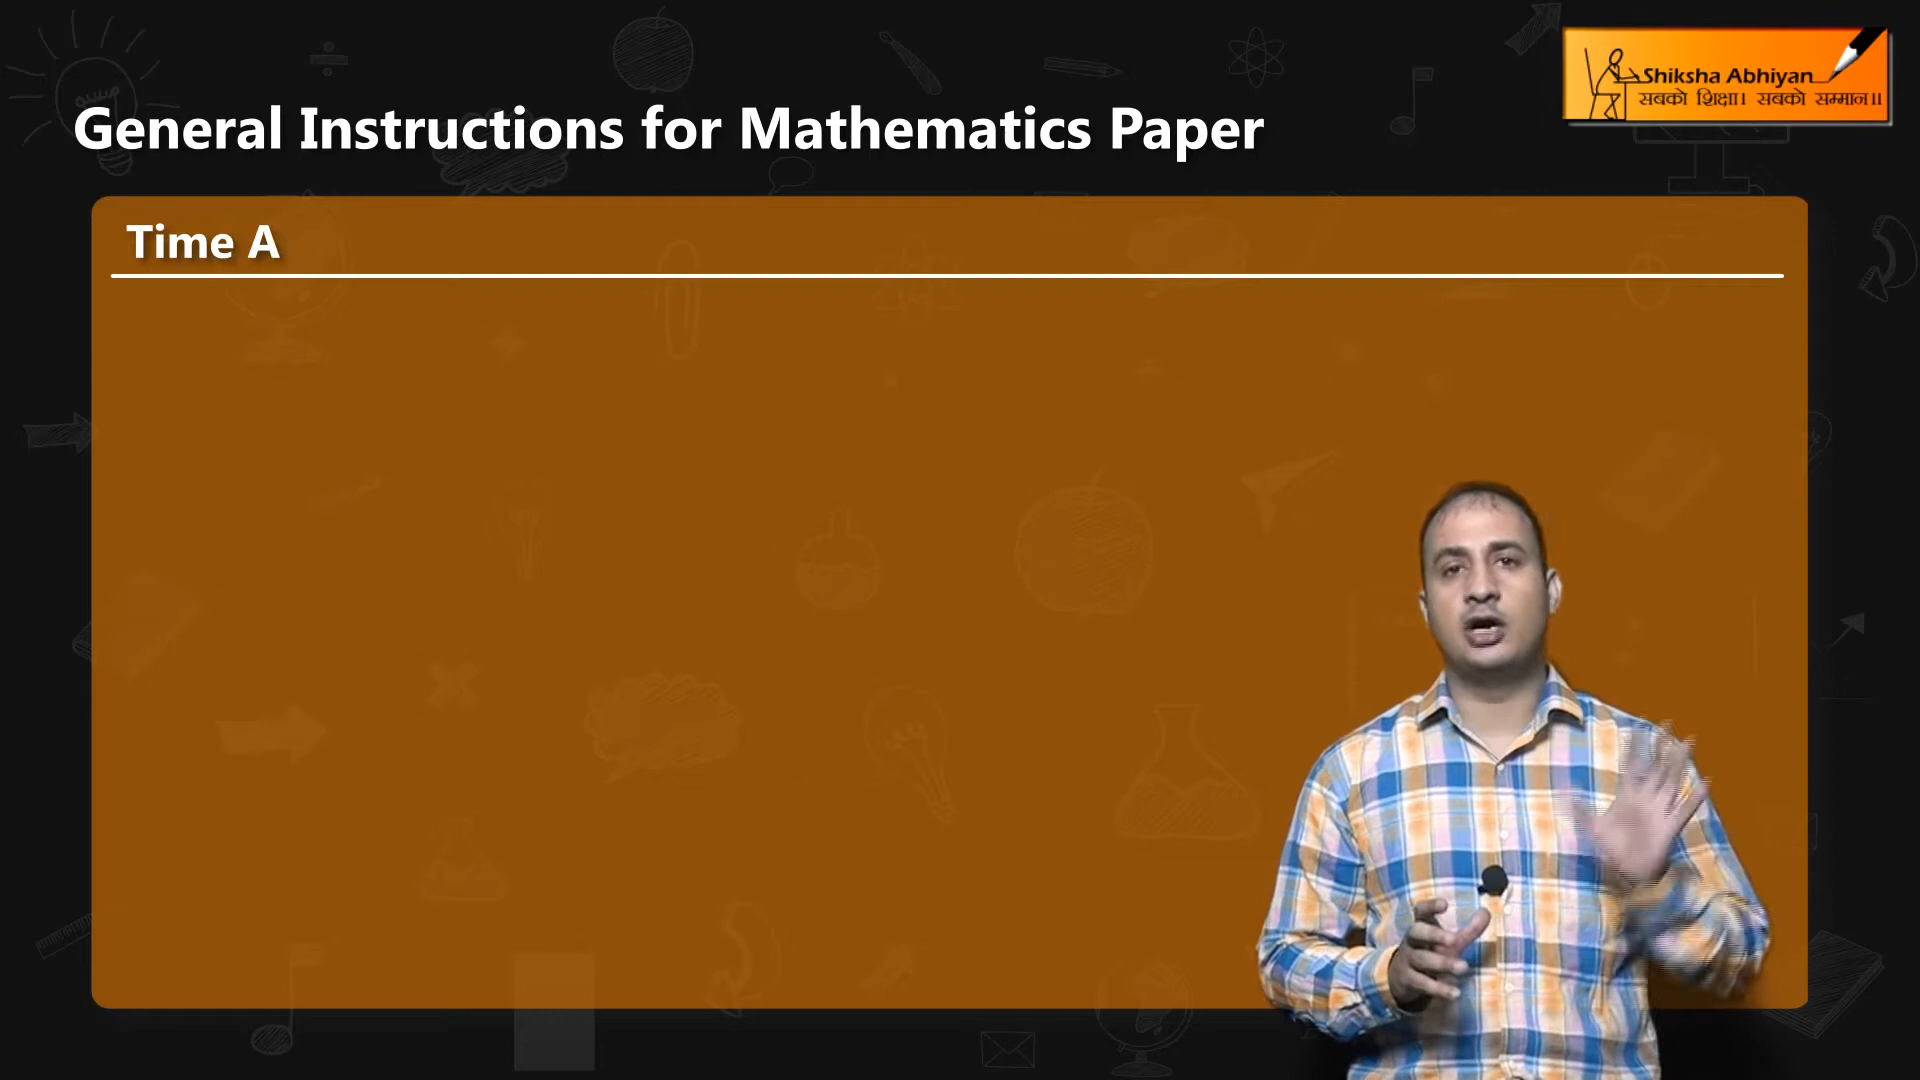 General Instructions for Mathematics Paper
Shiksha Abhiyan
सबको शिक्षा। सबको सम्मान॥
Time A